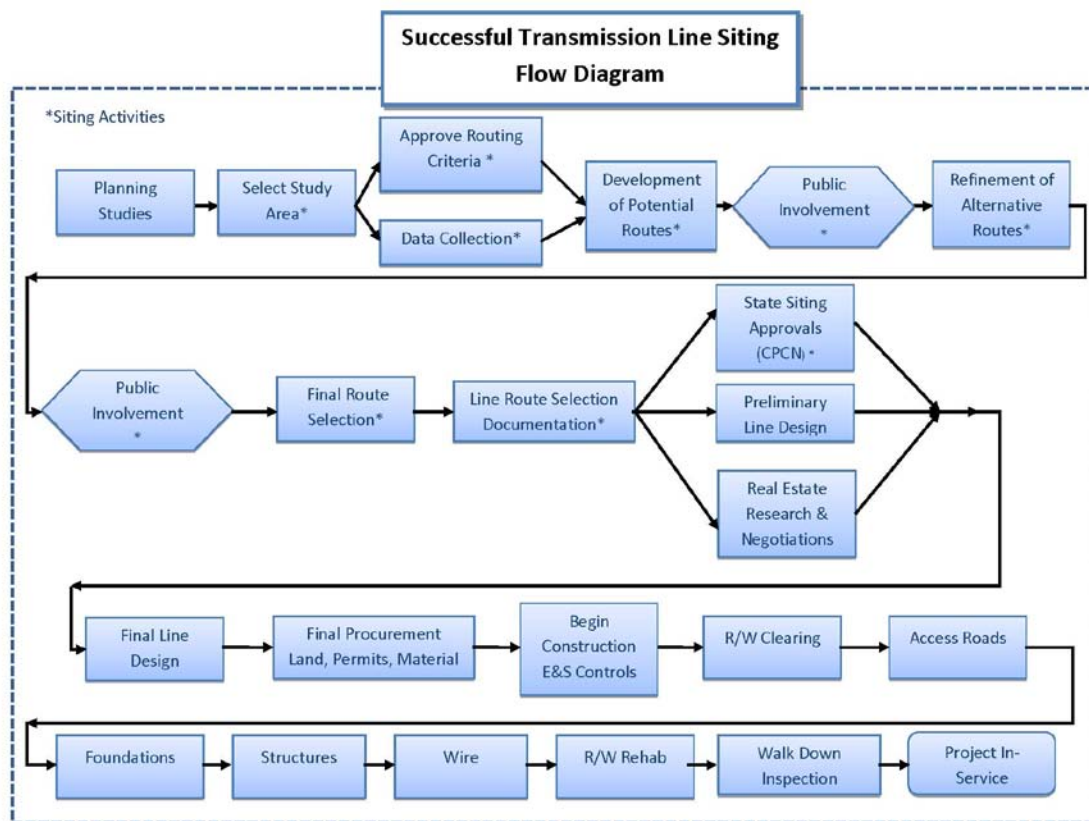 Successful Transmission Line Siting
Flow Diagram
*Siting Activities
Planning
Studies
Select Study
Area*
Approve Routing
Criteria *
Data Collection*
Development
of Potential
Routes*
Public
Involvement
*
Refinement of
Alternative
Routes*
Public
Involvement
*
Final Route
Selection*
Line Route Selection
Documentation*
State Siting
Approvals
(CPCN) *
Preliminary
Line Design
Real Estate
Research &
Negotiations
Final Line
Design
Final Procurement
Land, Permits, Material
Begin
Construction
E&S Controls
R/W Clearing
Access Roads
Foundations
Structures
Wire
R/W Rehab
Walk Down
Inspection
Project In-
Service